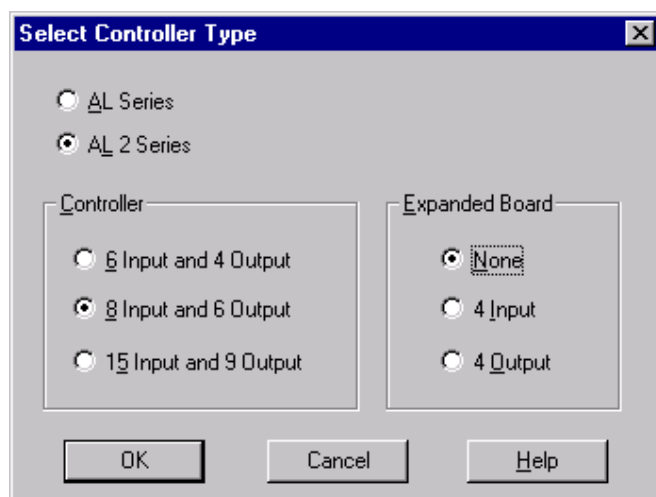 Select Controller Type
AL Series
AL 2 Series
Controller
6 Input and 4 Output
8 Input and 6 Output
15 Input and 9 Output
Expanded Board
None
4 Input
4 Output
OK
Cancel
Help